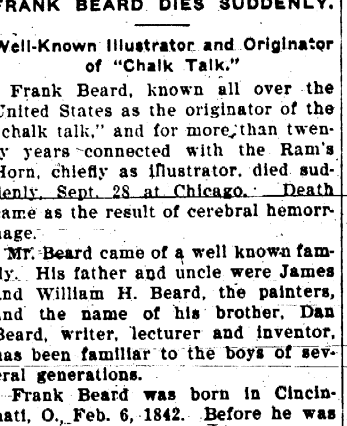 FRANK BEARD DIES SUDDENLY.
Well-Known Illustrator and Originator
of "Chalk Talk."
Frank Beard, known all over the
United States as the originator of the
"chalk talk," and for more than twen-
ty years connected with the Ram's
Horn, chiefly as illustrator, died sud-
denly, Sept. 28 at Chicago. Death
came as the result of cerebral hemorr-
hage.
Mr. Beard came of a well known fam-
ily. His father and uncle were James
and William H. Beard, the painters,
and the name of his brother, Dan
Beard, writer, lecturer and inventor,
has been familiar to the boys of sev-
eral generations.
Frank Beard was born in Cincin-
nati, O., Feb. 6, 1842. Before he was